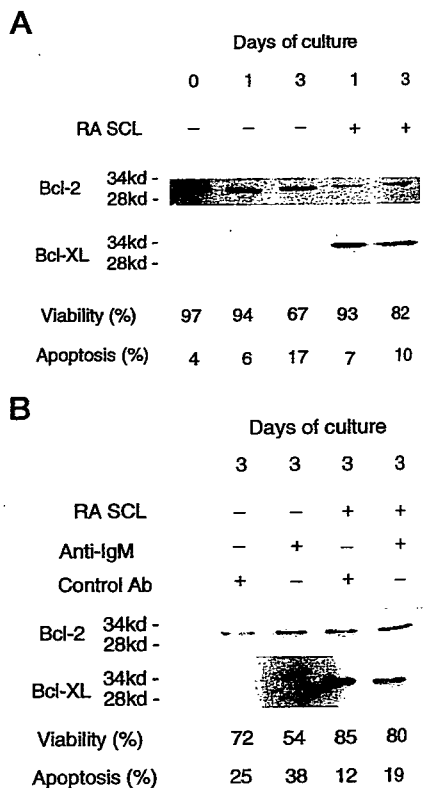 A
Days of culture
0 1 3 1 3
RA SCL – – – + +
Bcl-2 34kd - 28kd -
Bcl-XL 34kd - 28kd -
Viability (%) 97 94 67 93 82
Apoptosis (%) 4 6 17 7 10
B
Days of culture
3 3 3 3
RA SCL – – + +
Anti-IgM – + – +
Control Ab + – + –
Bcl-2 34kd - 28kd -
Bcl-XL 34kd - 28kd -
Viability (%) 72 54 85 80
Apoptosis (%) 25 38 12 19